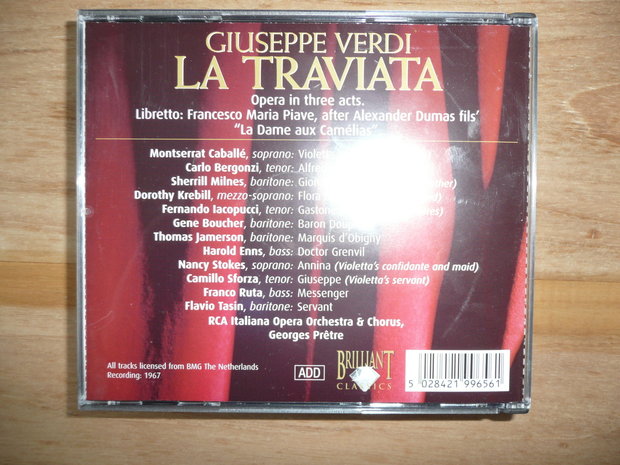 GIUSEPPE VERDI
LA TRAVIATA
Opera in three acts.
Libretto: Francesco Maria Piave, after Alexander Dumas fils'
"La Dame aux Camélias"
Montserrat Caballé, soprano: Violetta
Carlo Bergonzi, tenor: Alfre
Sherrill Milnes, baritone: Gior
Dorothy Krebill, mezzo-soprano: Flora
Fernando Iacopucci, tenor: Gastone
Gene Boucher, baritone: Baron Doup
Thomas Jamerson, baritone: Marquis d'Obigny
Harold Enns, bass: Doctor Grenvil
Nancy Stokes, soprano: Annina (Violetta's confidante and maid)
Camillo Sforza, tenor: Giuseppe (Violetta's servant)
Franco Ruta, bass: Messenger
Flavio Tasin, baritone: Servant
RCA Italiana Opera Orchestra & Chorus,
Georges Prêtre
All tracks licensed from BMG The Netherlands
Recording: 1967
ADD
BRILLIANT
CLASSICS
5 028421 996561